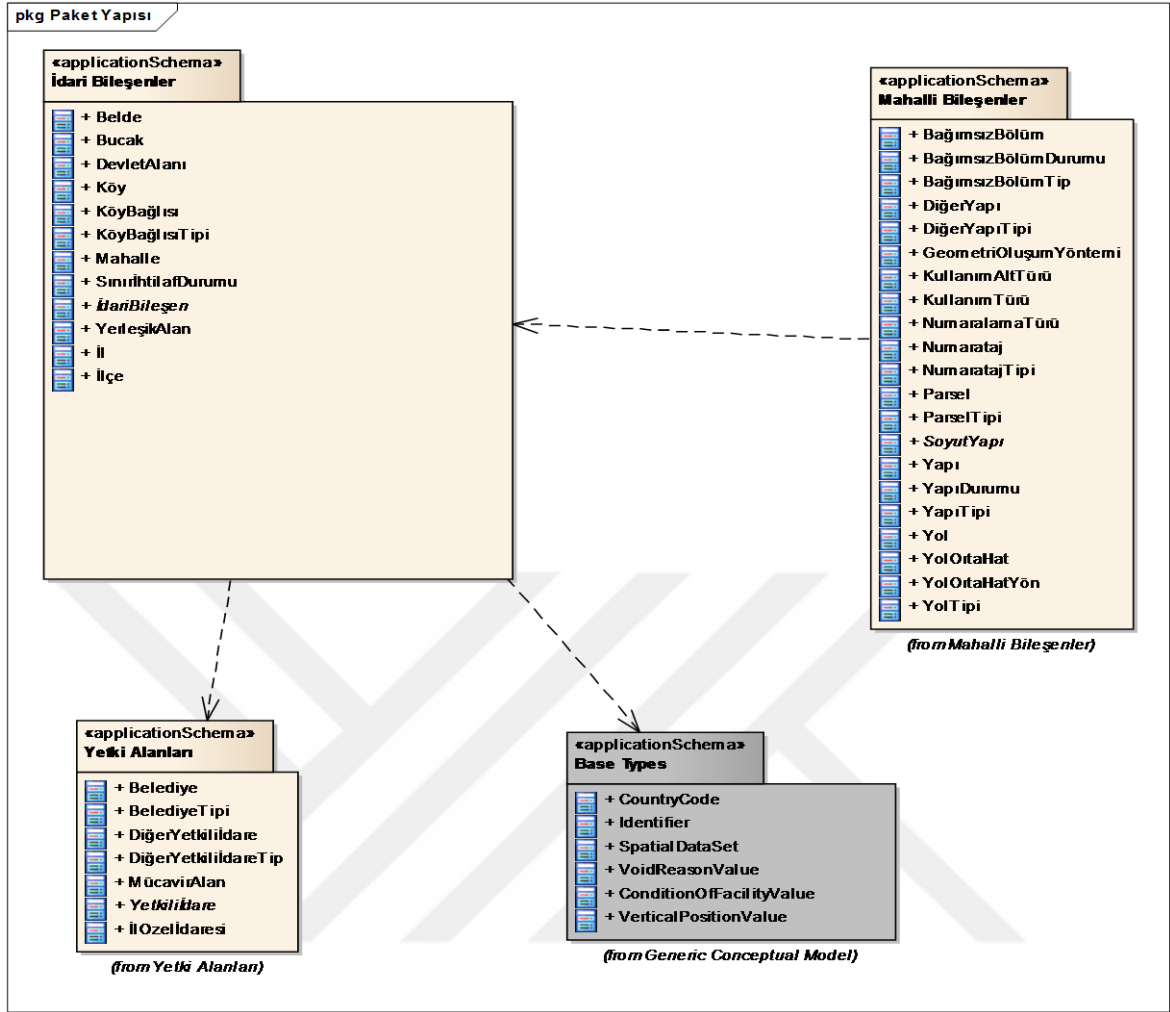 pkg Paket Yapısı
«applicationSchema»
İdari Bileşenler
+ Belde
+ Bucak
+ DevletAlanı
+ Köy
+ KöyBağlısı
+ KöyBağlısıTipi
+ Mahalle
+ SınırİhtilafDurumu
+ İdariBileşen
+ YerleşikAlan
+ İl
+ İlçe
«applicationSchema»
Mahalli Bileşenler
+ BağımsızBölüm
+ BağımsızBölümDurumu
+ BağımsızBölümTip
+ DiğerYapı
+ DiğerYapıTipi
+ GeometriOluşumYöntemi
+ KullanımAltTürü
+ KullanımTürü
+ NumaralamaTürü
+ Numarataj
+ NumaratajTipi
+ Parsel
+ ParselTipi
+ SoyutYapı
+ Yapı
+ YapıDurumu
+ YapıTipi
+ Yol
+ YolOrtaHat
+ YolOrtaHatYön
+ YolTipi
(from Mahalli Bileşenler)
«applicationSchema»
Yetki Alanları
+ Belediye
+ BelediyeTipi
+ DiğerYetkiliİdare
+ DiğerYetkiliİdareTip
+ MücavirAlan
+ Yetkiliİdare
+ İlOzelİdaresi
(from Yetki Alanları)
«applicationSchema»
Base Types
+ CountryCode
+ Identifier
+ SpatialDataSet
+ VoidReasonValue
+ ConditionOfFacilityValue
+ VerticalPositionValue
(from Generic Conceptual Model)